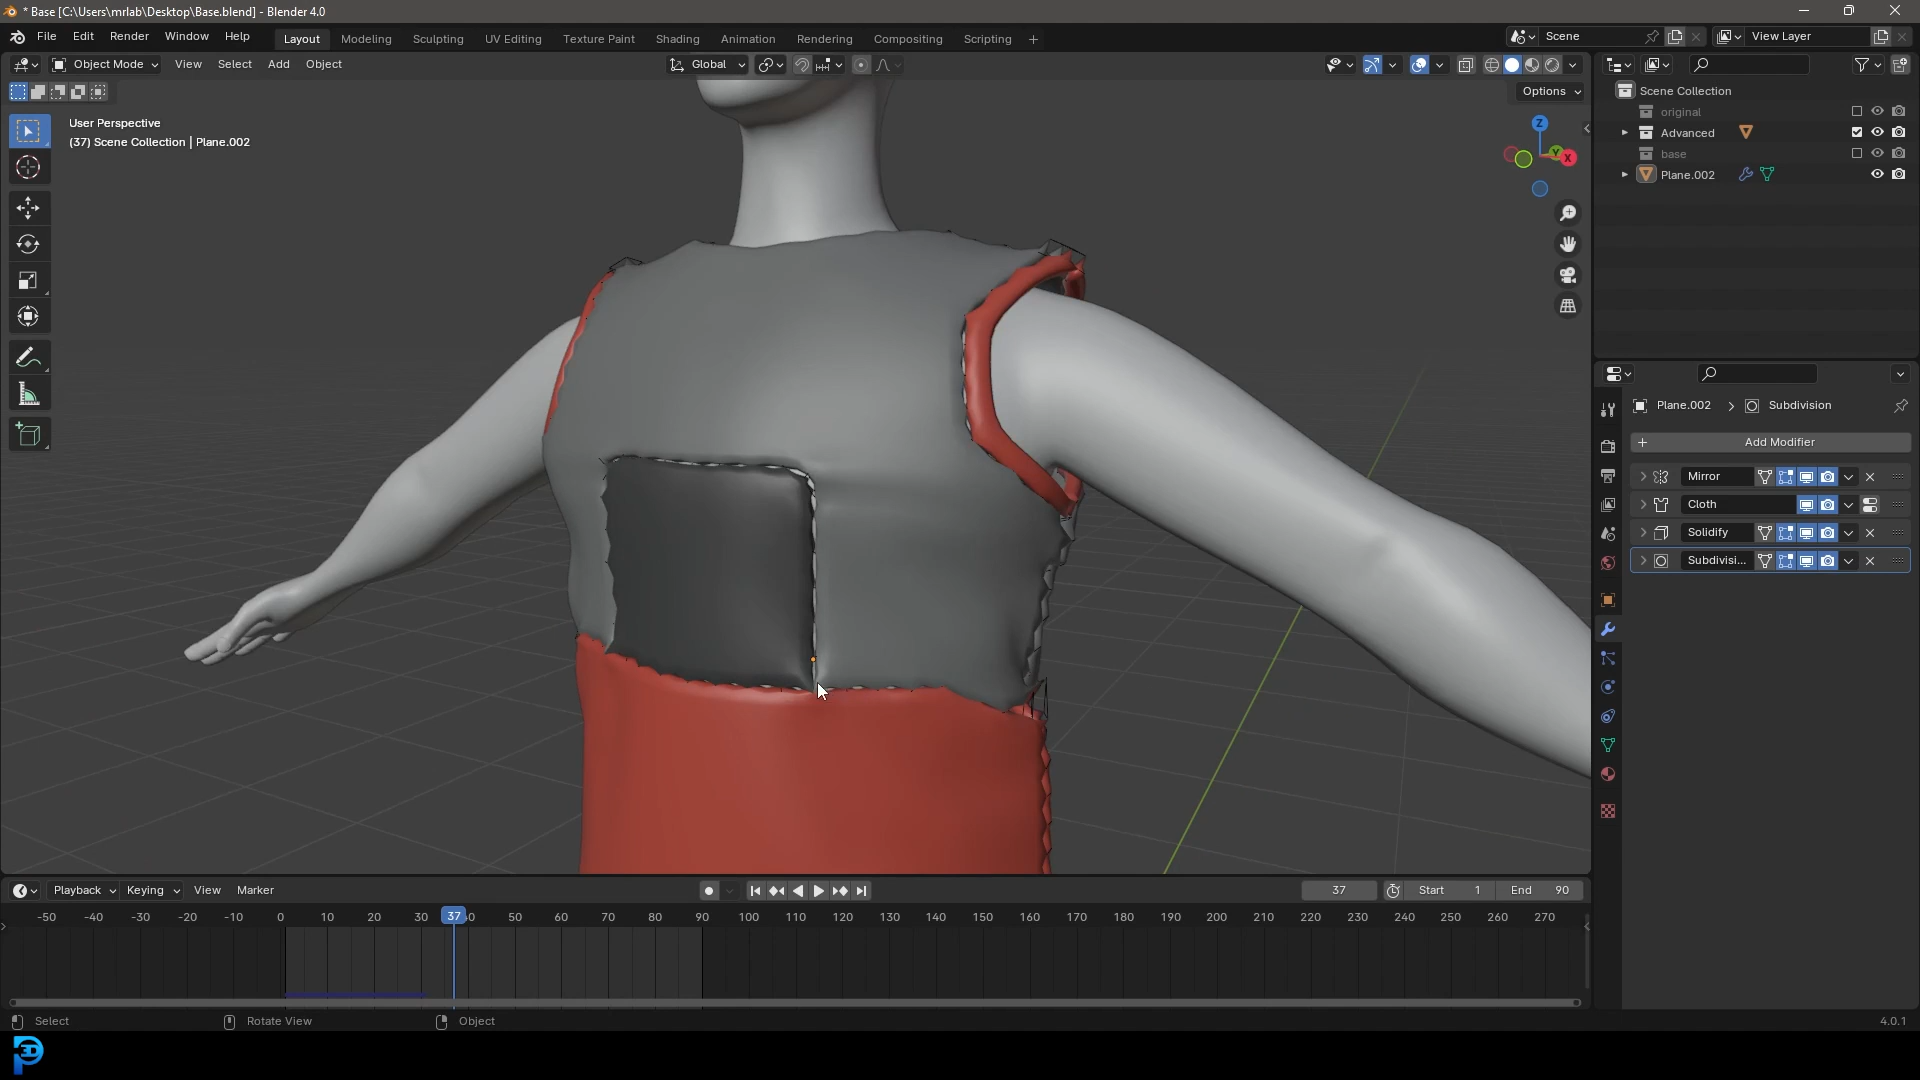 * Base [C:\Users\mrlab\Desktop\Base.blend] - Blender 4.0
File Edit Render Window Help Layout Modeling Sculpting UV Editing Texture Paint Shading Animation Rendering Compositing Scripting + Scene View Layer
Object Mode View Select Add Object Global
Options
User Perspective
(37) Scene Collection | Plane.002
Z
Y
X
Scene Collection
original
Advanced
base
Plane.002
Plane.002 > Subdivision
+ Add Modifier
Mirror
Cloth
Solidify
Subdivisi...
Playback Keying View Marker 37 Start 1 End 90
-50 -40 -30 -20 -10 0 10 20 30 37 40 50 60 70 80 90 100 110 120 130 140 150 160 170 180 190 200 210 220 230 240 250 260 270
Select Rotate View Object 4.0.1
3D